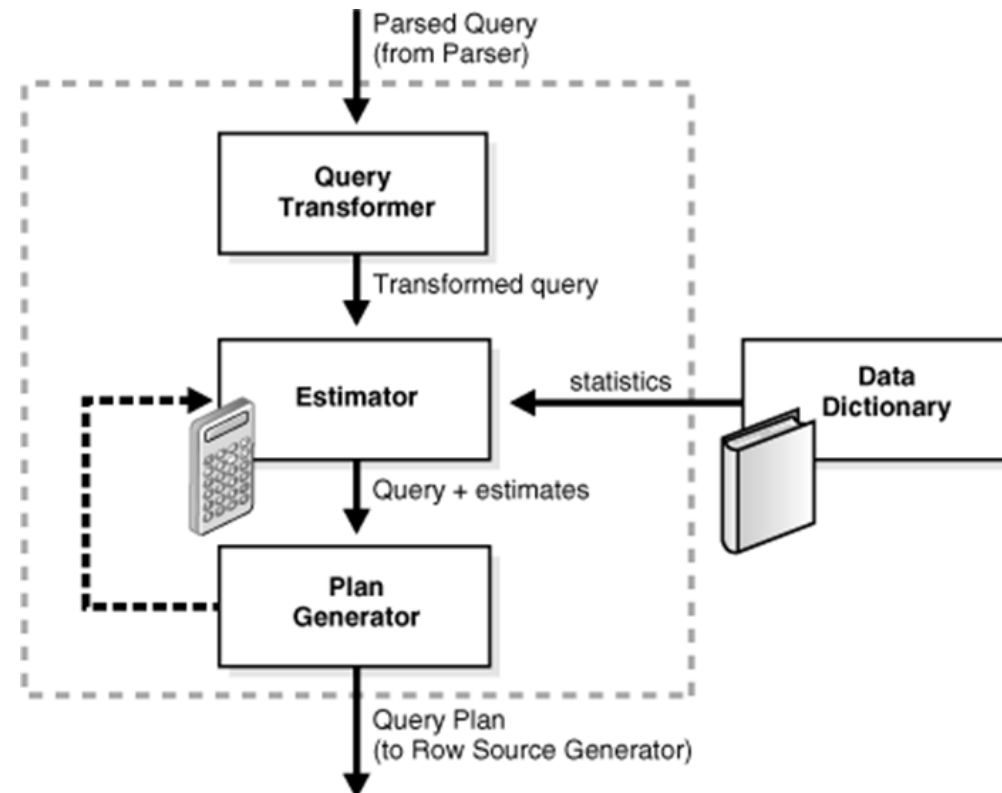 Parsed Query
(from Parser)
Query
Transformer
Transformed query
Estimator
statistics
Data
Dictionary
Query + estimates
Plan
Generator
Query Plan
(to Row Source Generator)